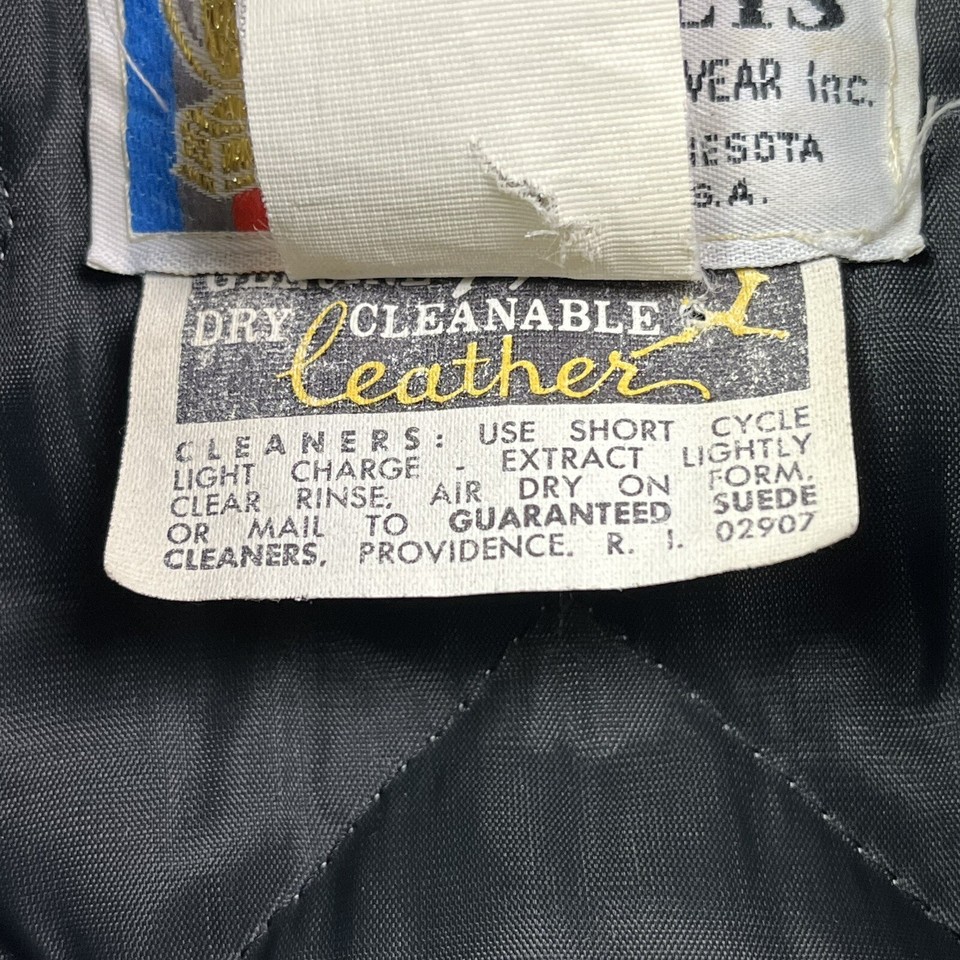 WEAR Inc.
GENUINE
DRY CLEANABLE
leather
CLEANERS: USE SHORT CYCLE
LIGHT CHARGE - EXTRACT LIGHTLY
CLEAR RINSE, AIR DRY ON FORM.
OR MAIL TO GUARANTEED SUEDE
CLEANERS, PROVIDENCE, R. I. 02907